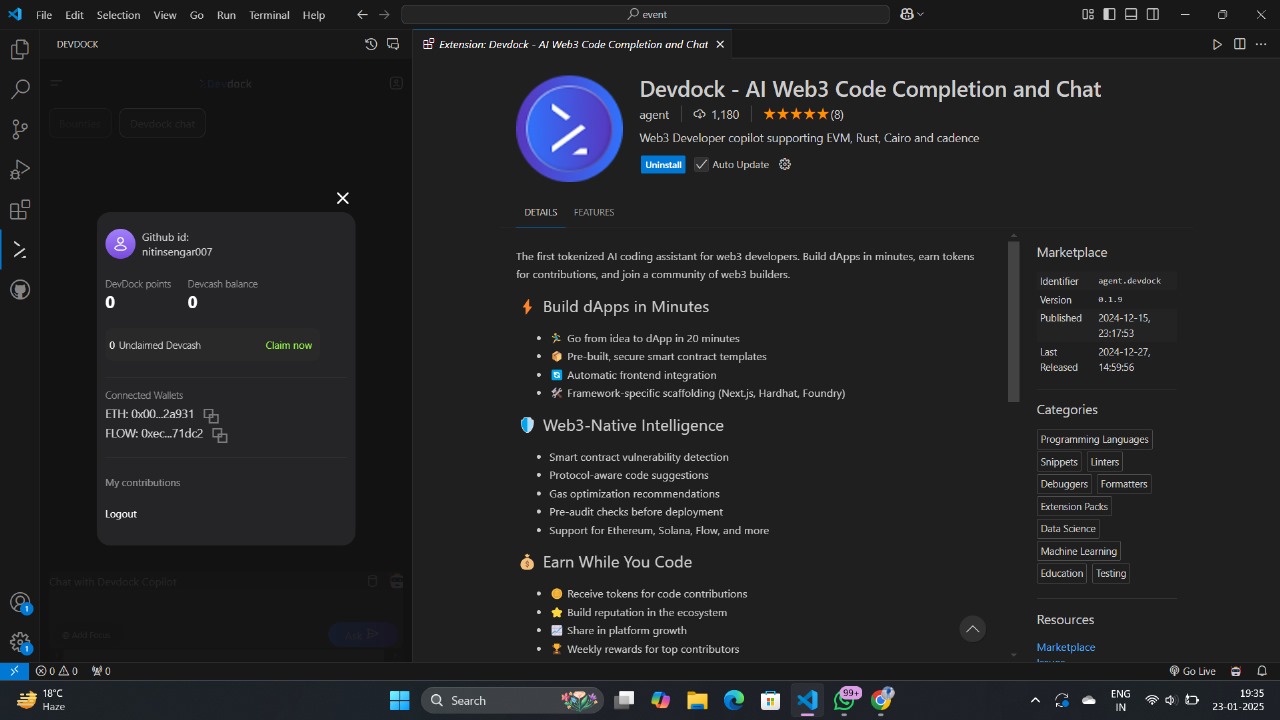 File Edit Selection View Go Run Terminal Help
event
DEVDOCK
Extension: Devdock - AI Web3 Code Completion and Chat
Devdock
Bounties
Devdock chat
Github id:
nitinsengar007
DevDock points
Devcash balance
0
0
0 Unclaimed Devcash
Claim now
Connected Wallets
ETH: 0x00...2a931
FLOW: 0xec...71dc2
My contributions
Logout
Chat with Devdock Copilot
@ Add Focus
Ask
Devdock - AI Web3 Code Completion and Chat
agent
1,180
(8)
Web3 Developer copilot supporting EVM, Rust, Cairo and cadence
Uninstall
Auto Update
DETAILS
FEATURES
The first tokenized AI coding assistant for web3 developers. Build dApps in minutes, earn tokens
for contributions, and join a community of web3 builders.
Build dApps in Minutes
Go from idea to dApp in 20 minutes
Pre-built, secure smart contract templates
Automatic frontend integration
Framework-specific scaffolding (Next.js, Hardhat, Foundry)
Web3-Native Intelligence
Smart contract vulnerability detection
Protocol-aware code suggestions
Gas optimization recommendations
Pre-audit checks before deployment
Support for Ethereum, Solana, Flow, and more
Earn While You Code
Receive tokens for code contributions
Build reputation in the ecosystem
Share in platform growth
Weekly rewards for top contributors
Marketplace
Identifier agent.devdock
Version 0.1.9
Published 2024-12-15,
23:17:53
Last 2024-12-27,
Released 14:59:56
Categories
Programming Languages
Snippets Linters
Debuggers Formatters
Extension Packs
Data Science
Machine Learning
Education Testing
Resources
Marketplace
1
1
0 0 0
Go Live
18°C
Haze
Search
99+
ENG
IN
19:35
23-01-2025